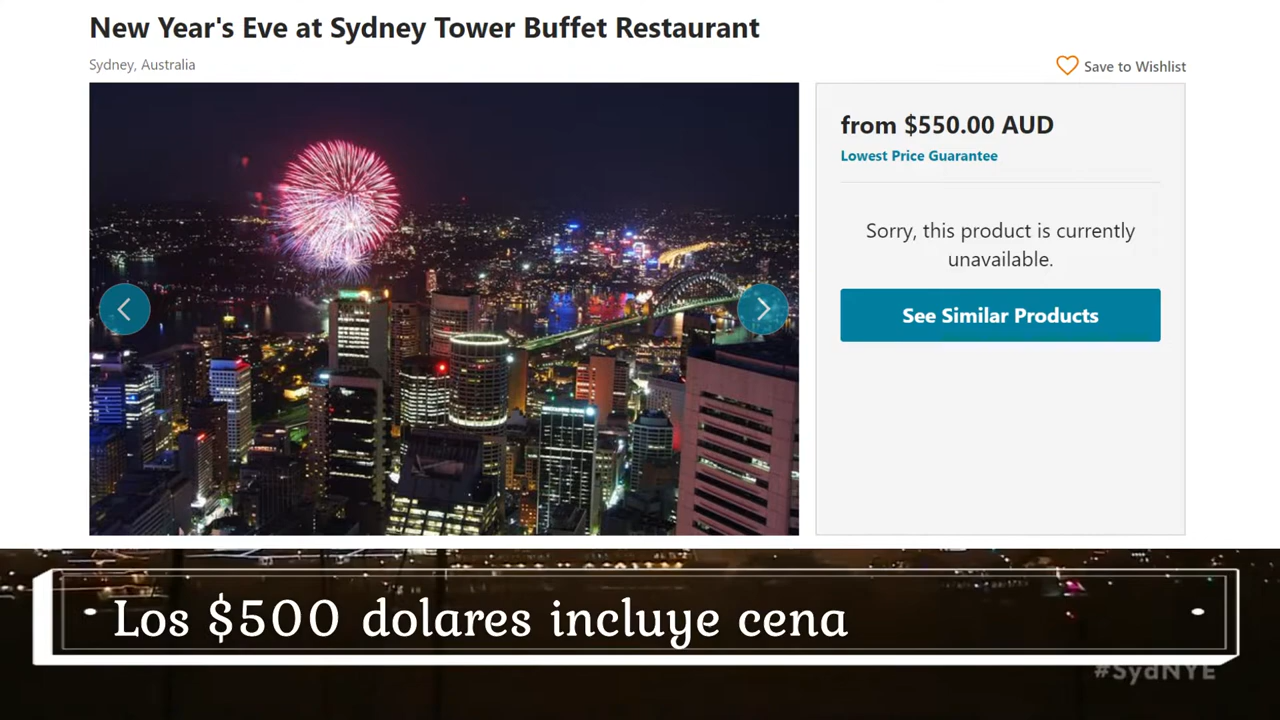 New Year's Eve at Sydney Tower Buffet Restaurant
Sydney, Australia
Save to Wishlist
from $550.00 AUD
Lowest Price Guarantee
Sorry, this product is currently
unavailable.
See Similar Products
Los $500 dolares incluye cena
#SydNYE